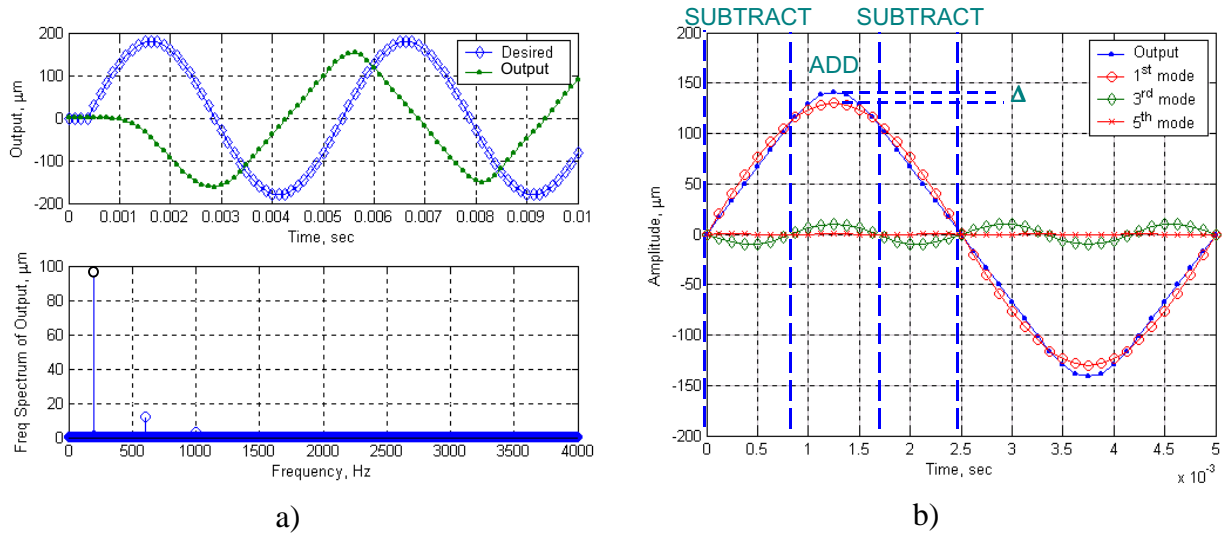 200
100
0
-100
-200
Output, µm
Desired
Output
0 0.001 0.002 0.003 0.004 0.005 0.006 0.007 0.008 0.009 0.01
Time, sec
100
80
60
40
20
0
Freq Spectrum of Output, µm
0 500 1000 1500 2000 2500 3000 3500 4000
Frequency, Hz
a)
SUBTRACT SUBTRACT
ADD
Δ
200
150
100
50
0
-50
-100
-150
-200
Amplitude, µm
Output
1st mode
3rd mode
5th mode
0 0.5 1 1.5 2 2.5 3 3.5 4 4.5 5
Time, sec
x 10-3
b)